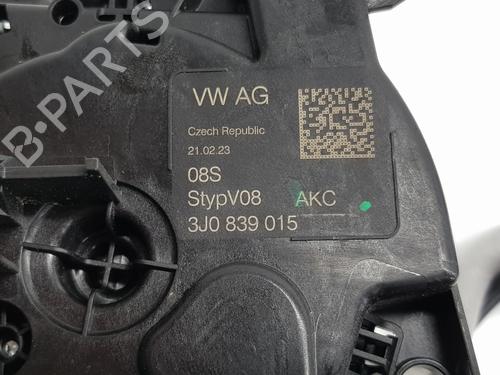 B-PARTS
VW AG
Czech Republic
21.02.23
08S
StypV08 AKC
3J0 839 015